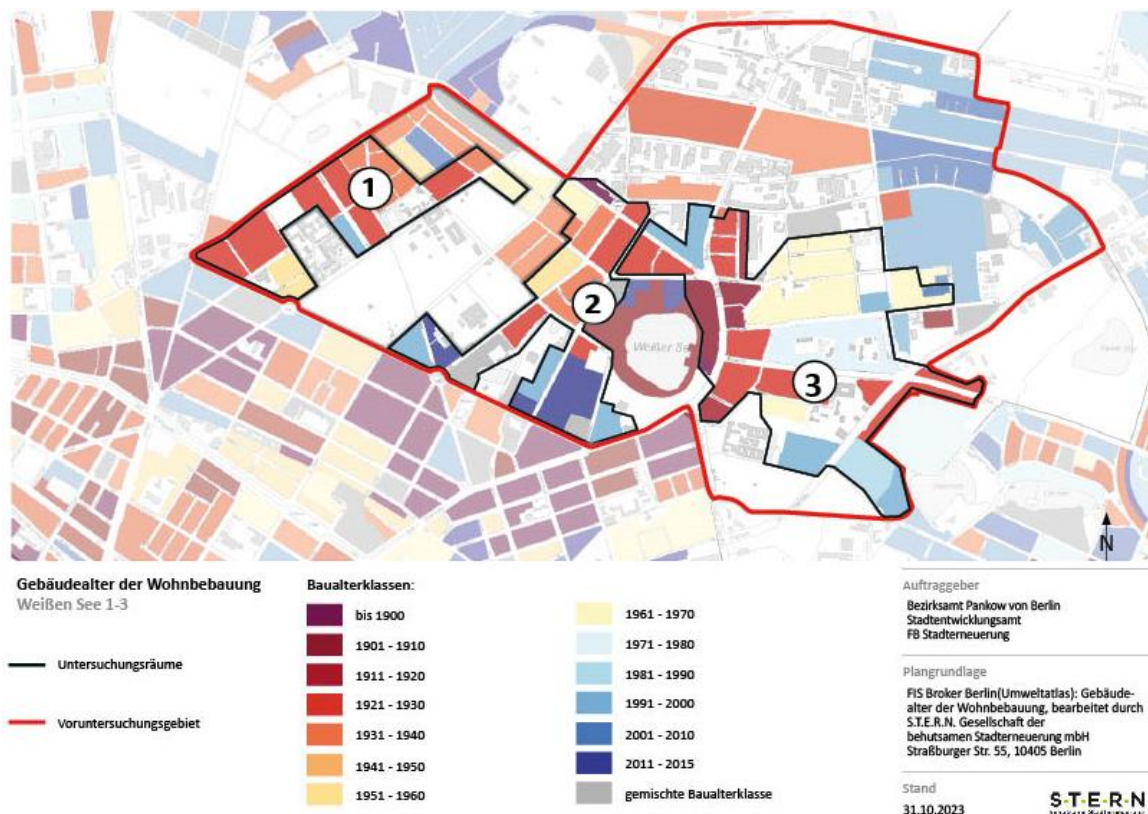 1
2
Weißer See
3
N
Gebäudealter der Wohnbebauung
Weißen See 1-3
Untersuchungsräume
Voruntersuchungsgebiet
Baualterklassen:
bis 1900
1901 - 1910
1911 - 1920
1921 - 1930
1931 - 1940
1941 - 1950
1951 - 1960
1961 - 1970
1971 - 1980
1981 - 1990
1991 - 2000
2001 - 2010
2011 - 2015
gemischte Baualterklasse
Auftraggeber
Bezirksamt Pankow von Berlin
Stadtentwicklungsamt
FB Stadterneuerung
Plangrundlage
FIS Broker Berlin(Umweltatlas): Gebäude-
alter der Wohnbebauung, bearbeitet durch
S.T.E.R.N. Gesellschaft der
behutsamen Stadterneuerung mbH
Straßburger Str. 55, 10405 Berlin
Stand
31.10.2023
S·T·E·R·N